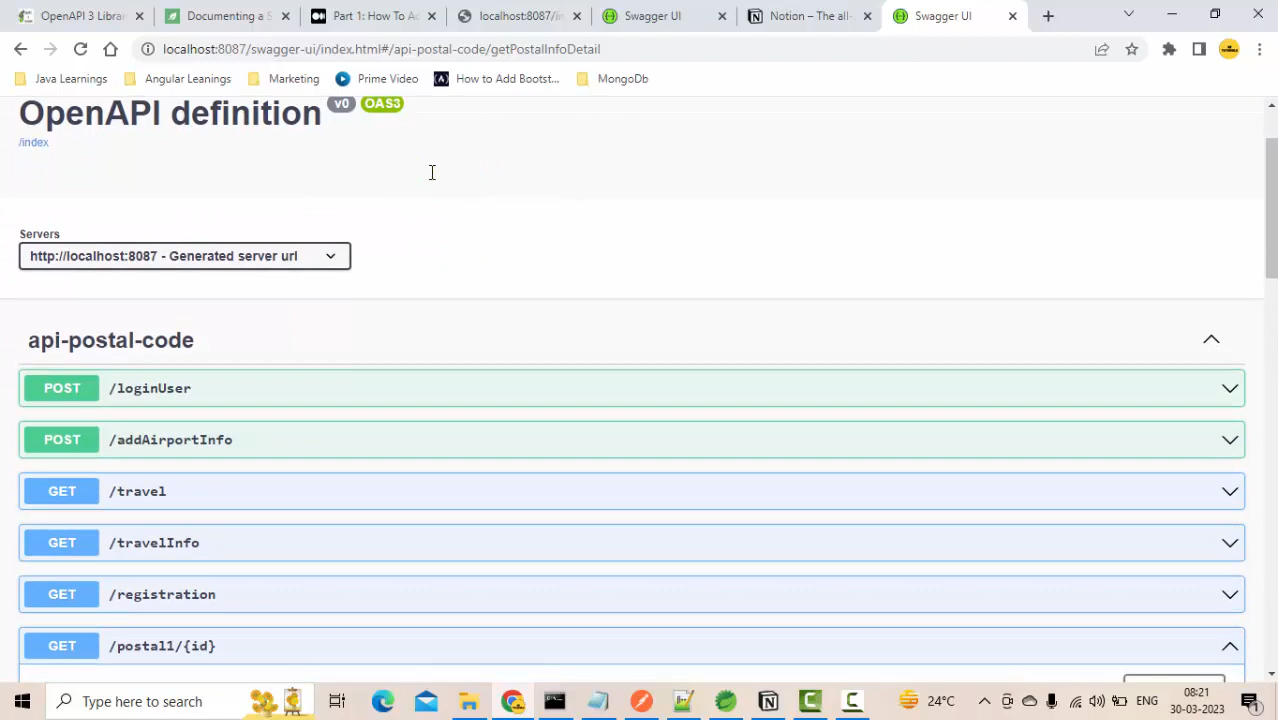 OpenAPI 3 Librar
Documenting a S
Part 1: How To Ad
localhost:8087/in
Swagger UI
Notion – The all-
Swagger UI
localhost:8087/swagger-ui/index.html#/api-postal-code/getPostalInfoDetail
Java Learnings
Angular Leanings
Marketing
Prime Video
How to Add Bootst...
MongoDb
OpenAPI definition v0 OAS3
/index
Servers
http://localhost:8087 - Generated server url
api-postal-code
POST /loginUser
POST /addAirportInfo
GET /travel
GET /travelInfo
GET /registration
GET /postal1/{id}
Type here to search
24°C
ENG
08:21
30-03-2023